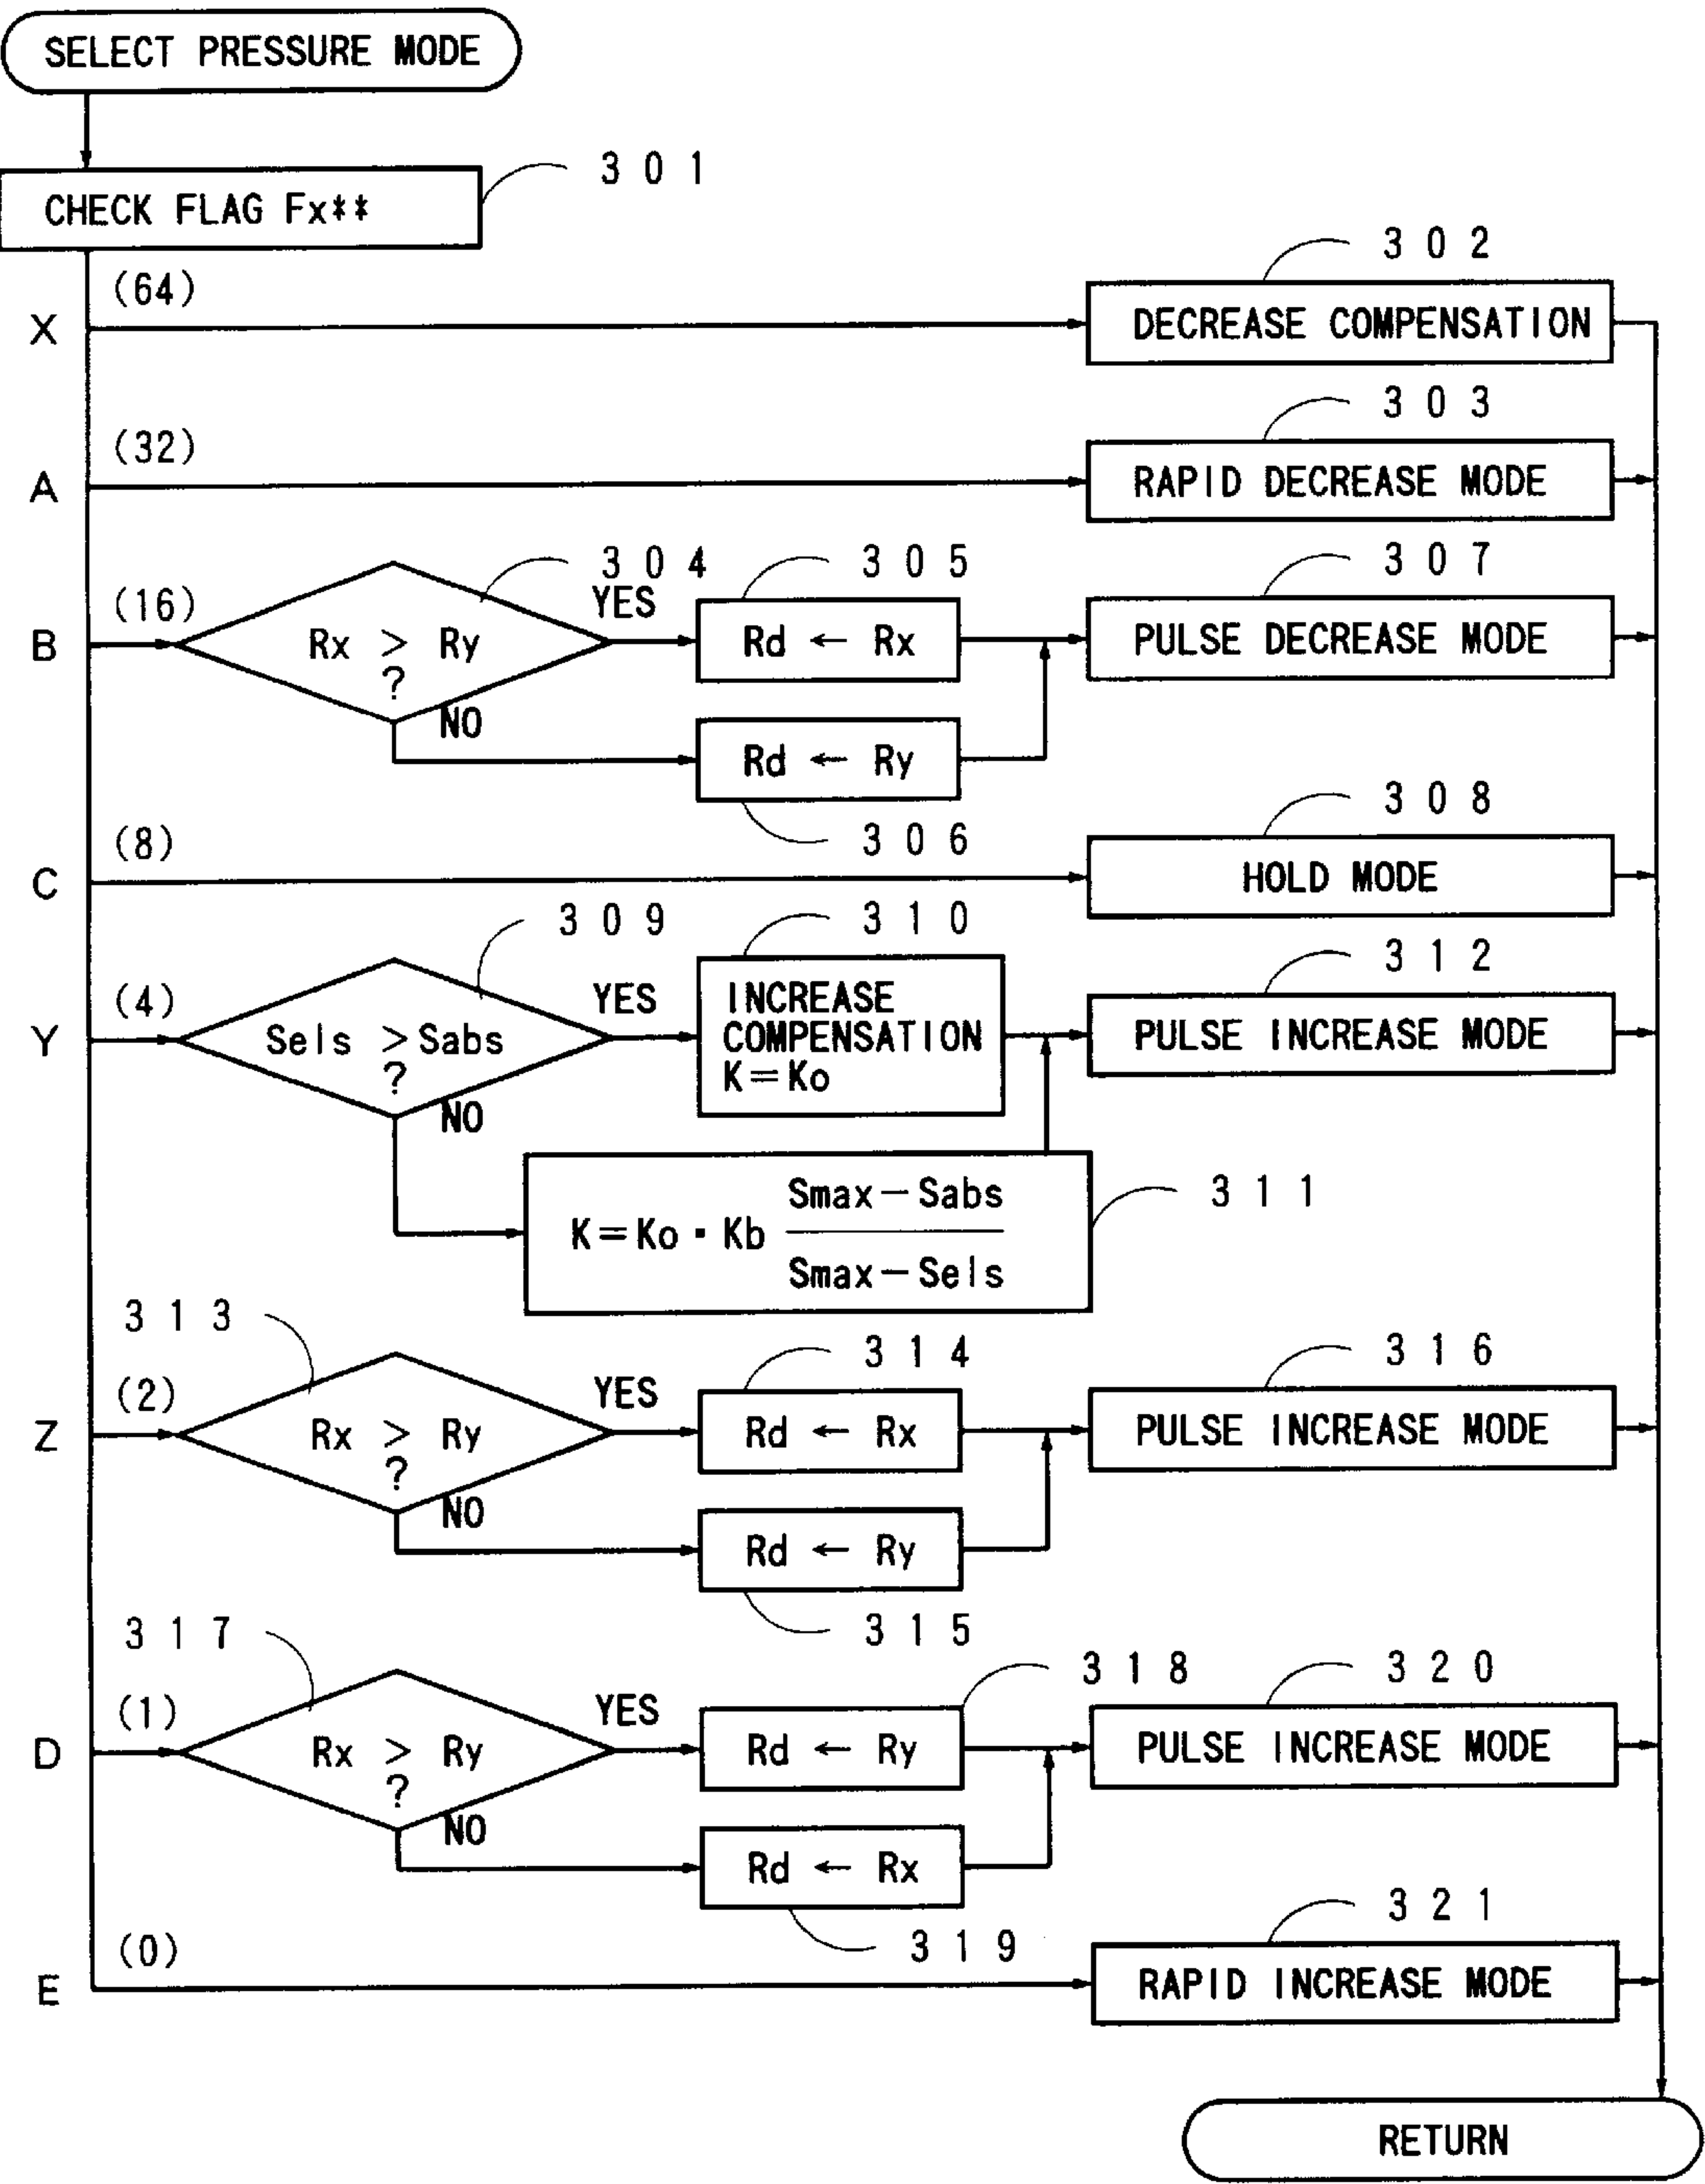 SELECT PRESSURE MODE
301
CHECK FLAG Fx**
302
(64)
X
DECREASE COMPENSATION
303
(32)
A
RAPID DECREASE MODE
304
305
307
(16)
YES
B
Rx > Ry
?
Rd ← Rx
PULSE DECREASE MODE
NO
Rd ← Ry
306
308
(8)
C
HOLD MODE
309
310
312
(4)
YES
Y
Sels > Sabs
?
INCREASE
COMPENSATION
K=Ko
PULSE INCREASE MODE
NO
311
Smax－Sabs
K=Ko・Kb
Smax－Sels
313
314
316
(2)
YES
Z
Rx > Ry
?
Rd ← Rx
PULSE INCREASE MODE
NO
Rd ← Ry
315
317
318
320
(1)
YES
D
Rx > Ry
?
Rd ← Ry
PULSE INCREASE MODE
NO
Rd ← Rx
319
321
(0)
E
RAPID INCREASE MODE
RETURN